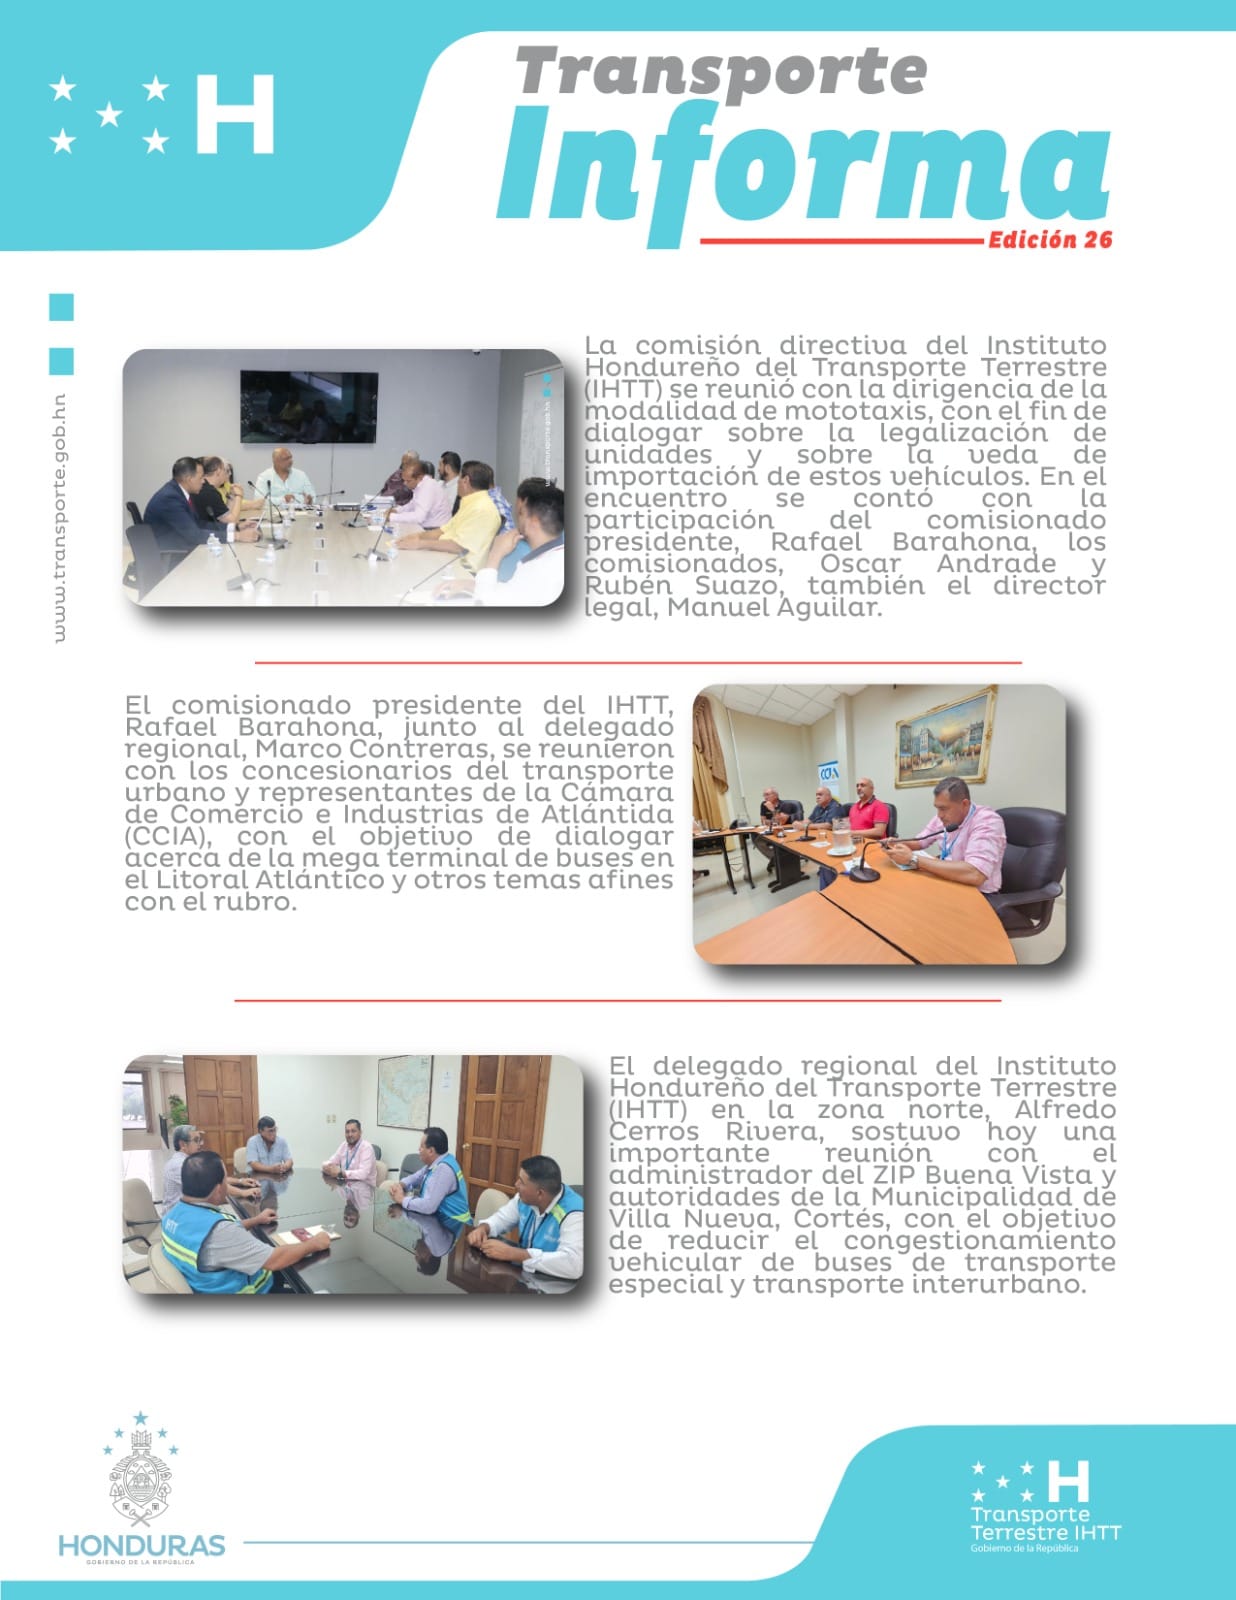 H
Transporte
Informa
Edición 26
www.transporte.gob.hn
La comisión directiva del Instituto
Hondureño del Transporte Terrestre
(IHTT) se reunió con la dirigencia de la
modalidad de mototaxis, con el fin de
dialogar sobre la legalización de
unidades y sobre la veda de
importación de estos vehículos. En el
encuentro se contó con la
participación del comisionado
presidente, Rafael Barahona, los
comisionados, Oscar Andrade y
Rubén Suazo, también el director
legal, Manuel Aguilar.
www.transporte.gob.hn
El comisionado presidente del IHTT,
Rafael Barahona, junto al delegado
regional, Marco Contreras, se reunieron
con los concesionarios del transporte
urbano y representantes de la Cámara
de Comercio e Industrias de Atlántida
(CCIA), con el objetivo de dialogar
acerca de la mega terminal de buses en
el Litoral Atlántico y otros temas afines
con el rubro.
CCIA
El delegado regional del Instituto
Hondureño del Transporte Terrestre
(IHTT) en la zona norte, Alfredo
Cerros Rivera, sostuvo hoy una
importante reunión con el
administrador del ZIP Buena Vista y
autoridades de la Municipalidad de
Villa Nueva, Cortés, con el objetivo
de reducir el congestionamiento
vehicular de buses de transporte
especial y transporte interurbano.
IHTT
HONDURAS
GOBIERNO DE LA REPÚBLICA
H
Transporte
Terrestre IHTT
Gobierno de la República